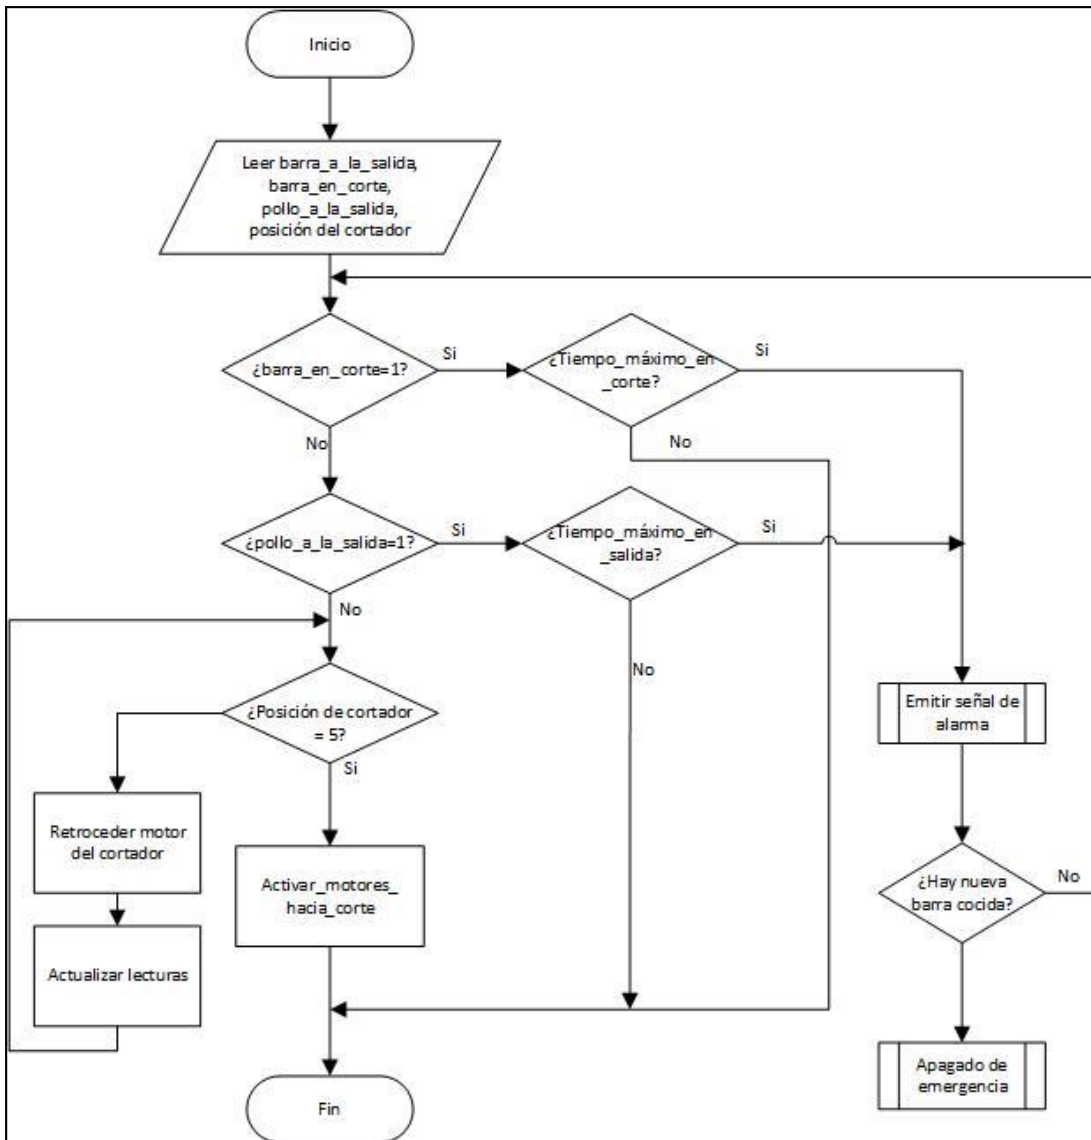 Inicio
Leer barra_a_la_salida,
barra_en_corte,
pollo_a_la_salida,
posición del cortador
¿barra_en_corte=1?
Si
¿Tiempo_máximo_en
_corte?
Si
No
No
¿pollo_a_la_salida=1?
Si
¿Tiempo_máximo_en
_salida?
Si
No
No
¿Posición de cortador
= 5?
Si
Emitir señal de
alarma
Retroceder motor
del cortador
Activar_motores_
hacia_corte
¿Hay nueva
barra cocida?
No
Actualizar lecturas
Apagado de
emergencia
Fin